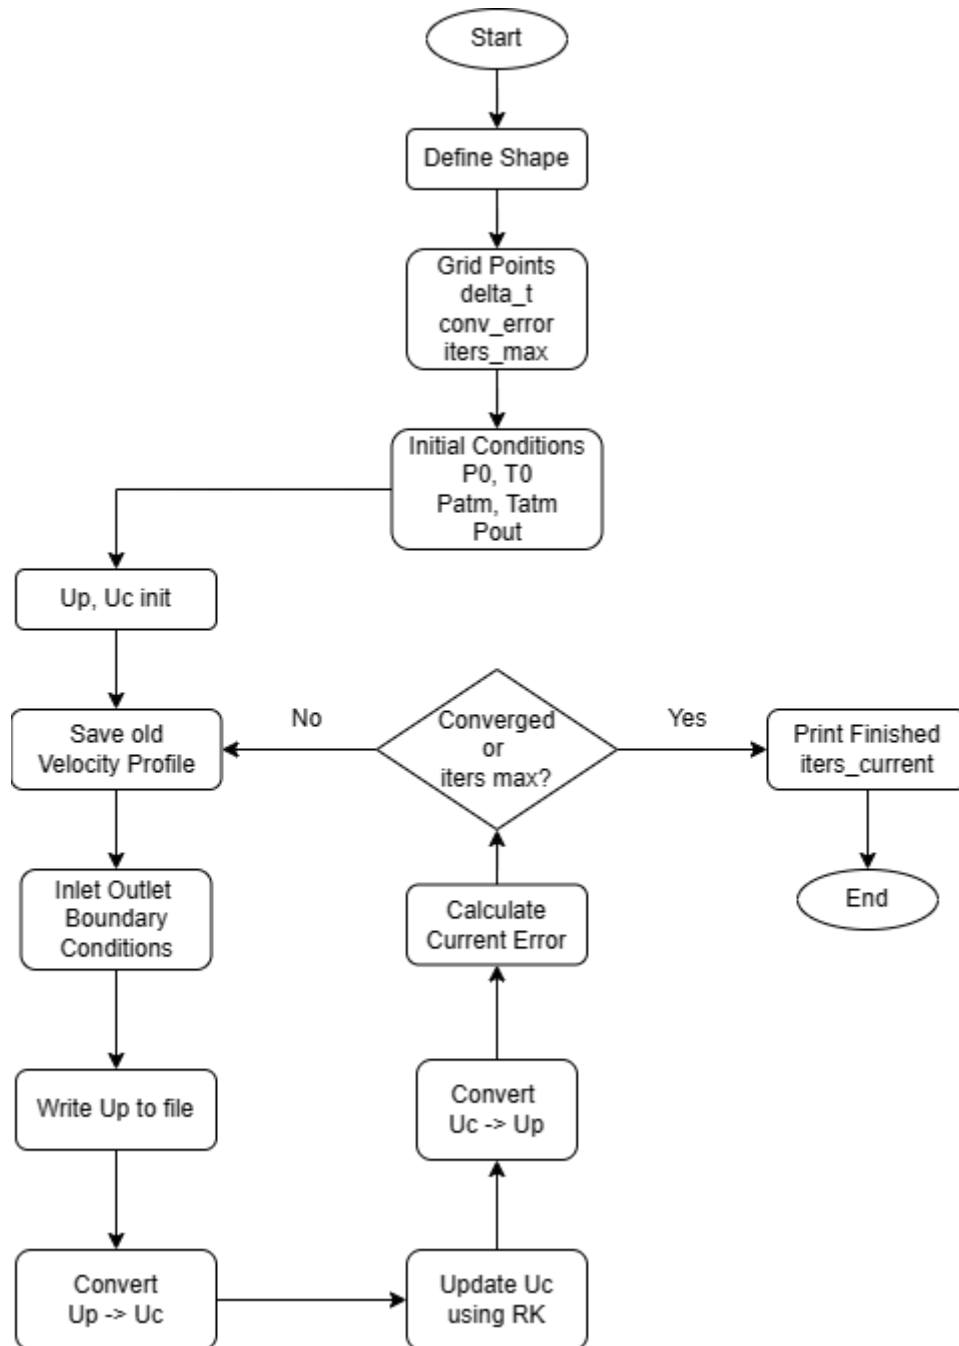 Start
Define Shape
Grid Points
delta_t
conv_error
iters_max
Initial Conditions
P0, T0
Patm, Tatm
Pout
Up, Uc init
Save old
Velocity Profile
No
Converged
or
iters max?
Yes
Print Finished
iters_current
Inlet Outlet
Boundary
Conditions
Calculate
Current Error
End
Write Up to file
Convert
Uc -> Up
Convert
Up -> Uc
Update Uc
using RK